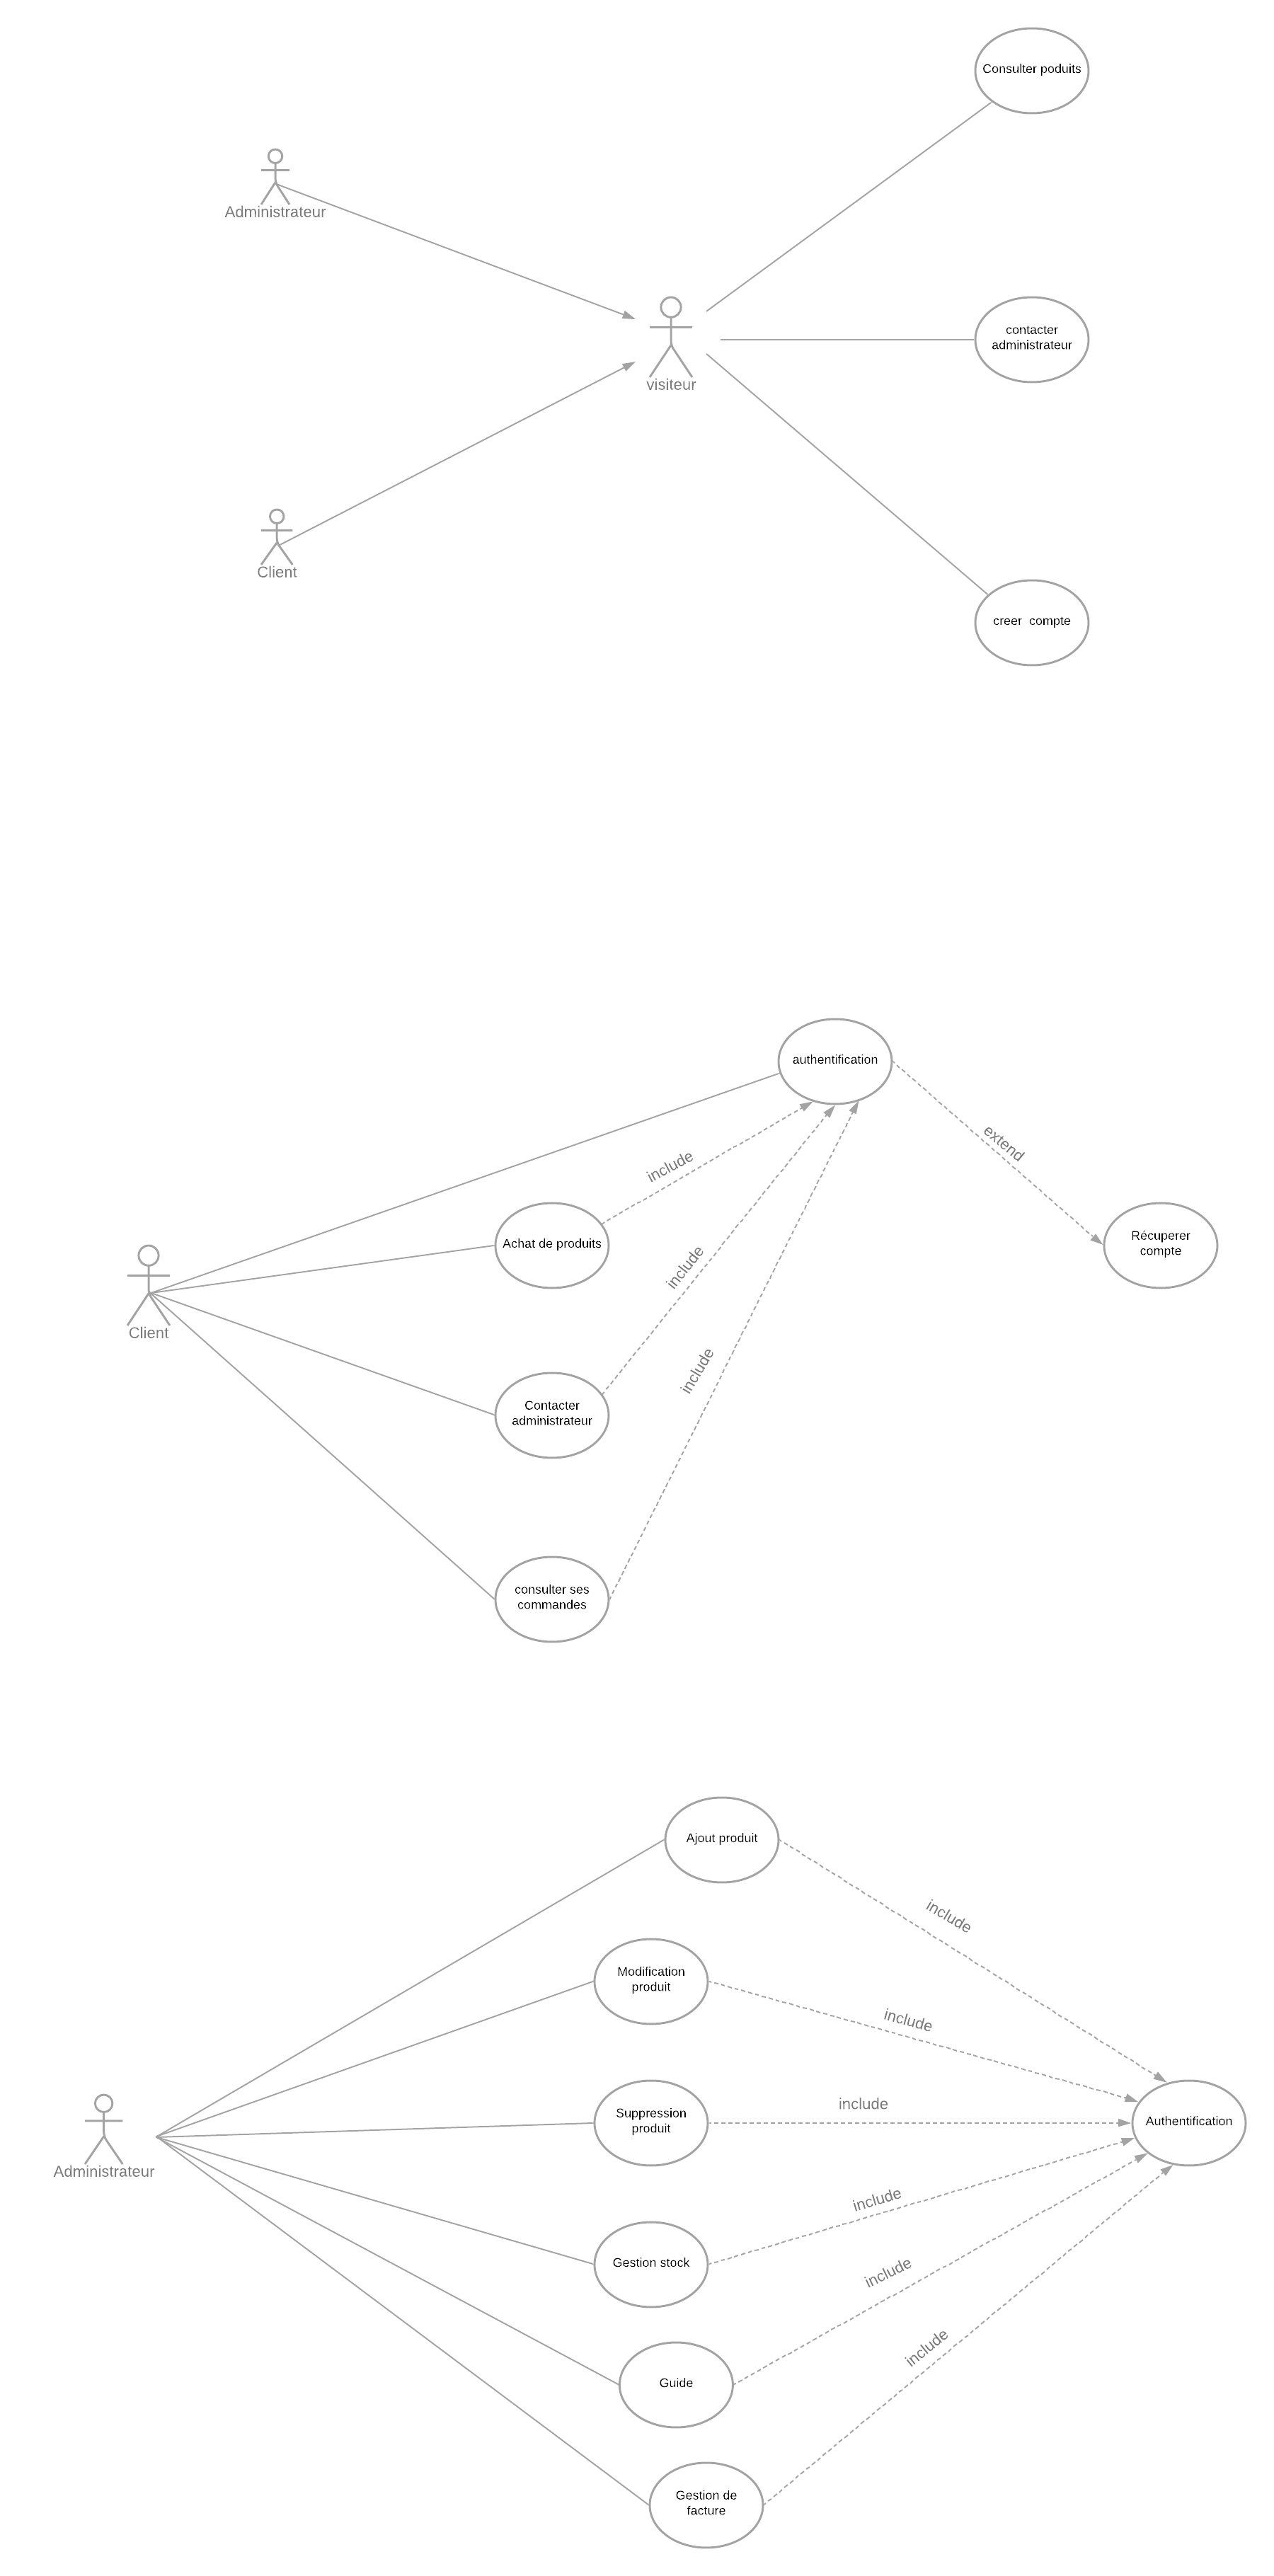 Consulter poduits
Administrateur
contacter
administrateur
visiteur
Client
creer  compte
authentification
extend
include
Achat de produits
Récuperer
compte
include
Client
include
Contacter
administrateur
consulter ses
commandes
Ajout produit
include
Modification
produit
include
include
Suppression
produit
Authentification
Administrateur
include
Gestion stock
include
include
Guide
Gestion de
facture